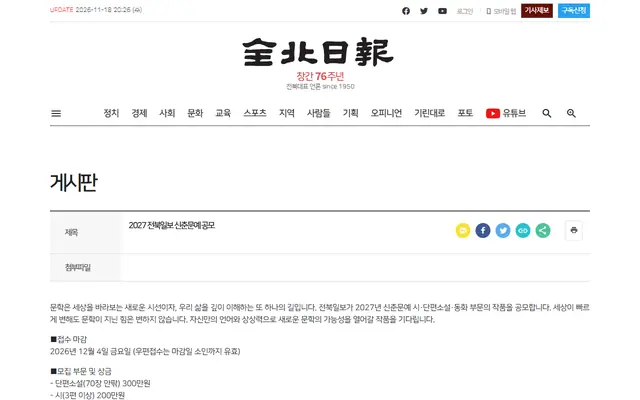 UPDATE 2026-11-18 20:25 (수)
로그인 모바일웹 기사제보 구독신청
全北日報
창간 76주년
전북대표 언론 since 1950
정치 경제 사회 문화 교육 스포츠 지역 사람들 기획 오피니언 기린대로 포토 유튜브
게시판
제목 2027 전북일보 신춘문예 공모
첨부파일
문학은 세상을 바라보는 새로운 시선이자, 우리 삶을 깊이 이해하는 또 하나의 길입니다. 전북일보가 2027년 신춘문예 시·단편소설·동화 부문의 작품을 공모합니다. 세상이 빠르
게 변해도 문학이 지닌 힘은 변하지 않습니다. 자신만의 언어와 상상력으로 새로운 문학의 가능성을 열어갈 작품을 기다립니다.
■접수 마감
2026년 12월 4일 금요일 (우편접수는 마감일 소인까지 유효)
■모집 부문 및 상금
- 단편소설(70장 안팎) 300만원
- 시(3편 이상) 200만원